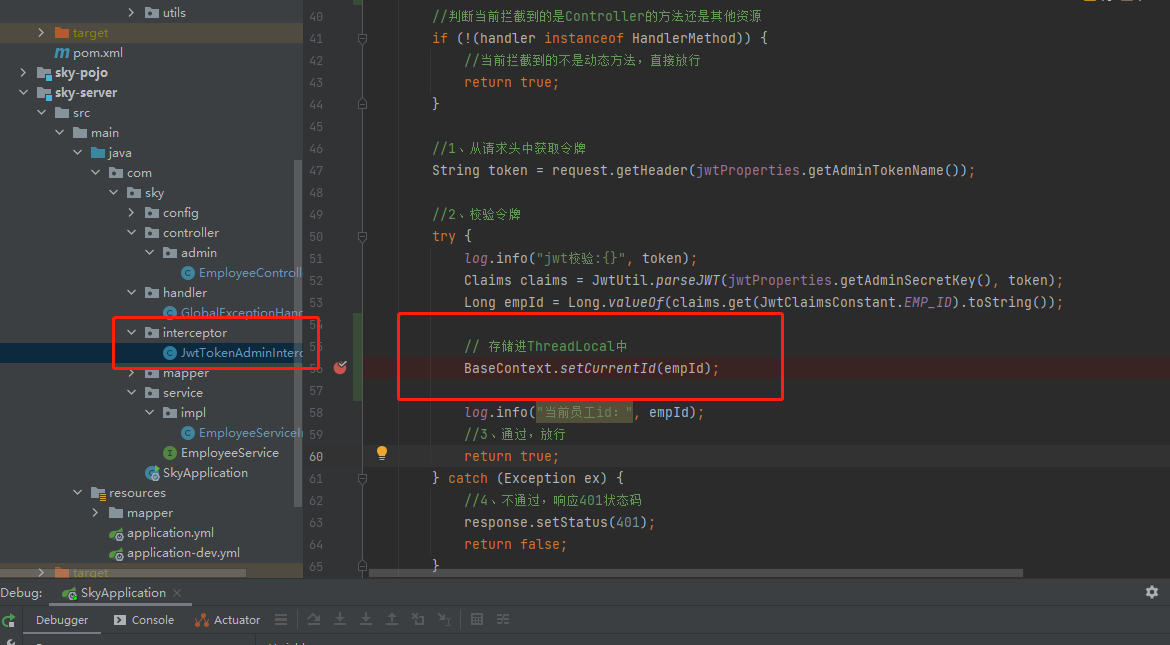 utils
target
pom.xml
sky-pojo
sky-server
src
main
java
com
sky
config
controller
admin
EmployeeControll
handler
GlobalExceptionHand
interceptor
JwtTokenAdminInterc
mapper
service
impl
EmployeeServiceI
EmployeeService
SkyApplication
resources
mapper
application.yml
application-dev.yml
target
40 //判断当前拦截到的是Controller的方法还是其他资源
41 if (!(handler instanceof HandlerMethod)) {
42 //当前拦截到的不是动态方法，直接放行
43 return true;
44 }
45
46 //1、从请求头中获取令牌
47 String token = request.getHeader(jwtProperties.getAdminTokenName());
48
49 //2、校验令牌
50 try {
51 log.info("jwt校验:{}", token);
52 Claims claims = JwtUtil.parseJWT(jwtProperties.getAdminSecretKey(), token);
53 Long empId = Long.valueOf(claims.get(JwtClaimsConstant.EMP_ID).toString());
54
55 // 存储进ThreadLocal中
56 BaseContext.setCurrentId(empId);
57
58 log.info("当前员工id：", empId);
59 //3、通过，放行
60 return true;
61 } catch (Exception ex) {
62 //4、不通过，响应401状态码
63 response.setStatus(401);
64 return false;
65 }
Debug: SkyApplication
Debugger Console Actuator